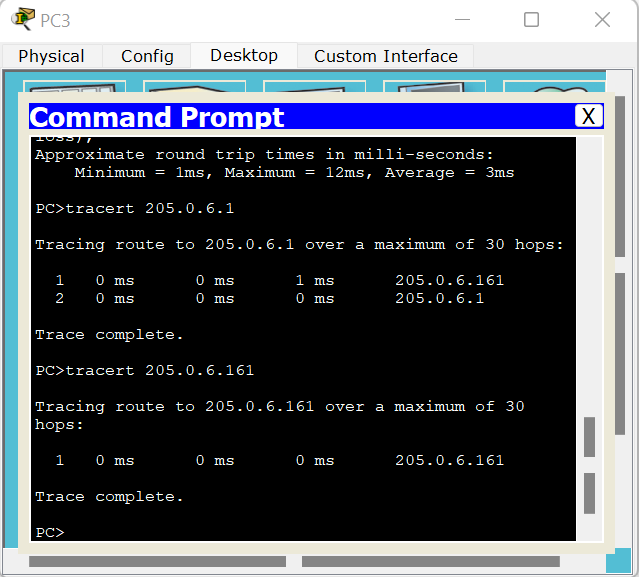 PC3
Physical Config Desktop Custom Interface
Command Prompt X
loss),
Approximate round trip times in milli-seconds:
Minimum = 1ms, Maximum = 12ms, Average = 3ms
PC>tracert 205.0.6.1
Tracing route to 205.0.6.1 over a maximum of 30 hops:
1 0 ms 0 ms 1 ms 205.0.6.161
2 0 ms 0 ms 0 ms 205.0.6.1
Trace complete.
PC>tracert 205.0.6.161
Tracing route to 205.0.6.161 over a maximum of 30
hops:
1 0 ms 0 ms 0 ms 205.0.6.161
Trace complete.
PC>